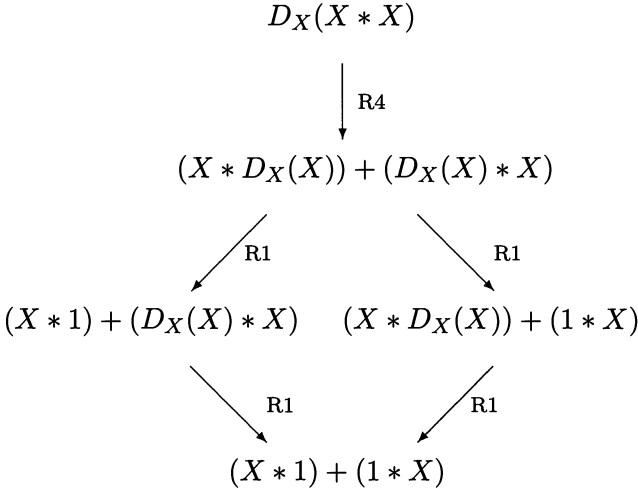 D_X(X * X)
R4
(X * D_X(X)) + (D_X(X) * X)
R1 R1
(X * 1) + (D_X(X) * X) (X * D_X(X)) + (1 * X)
R1 R1
(X * 1) + (1 * X)